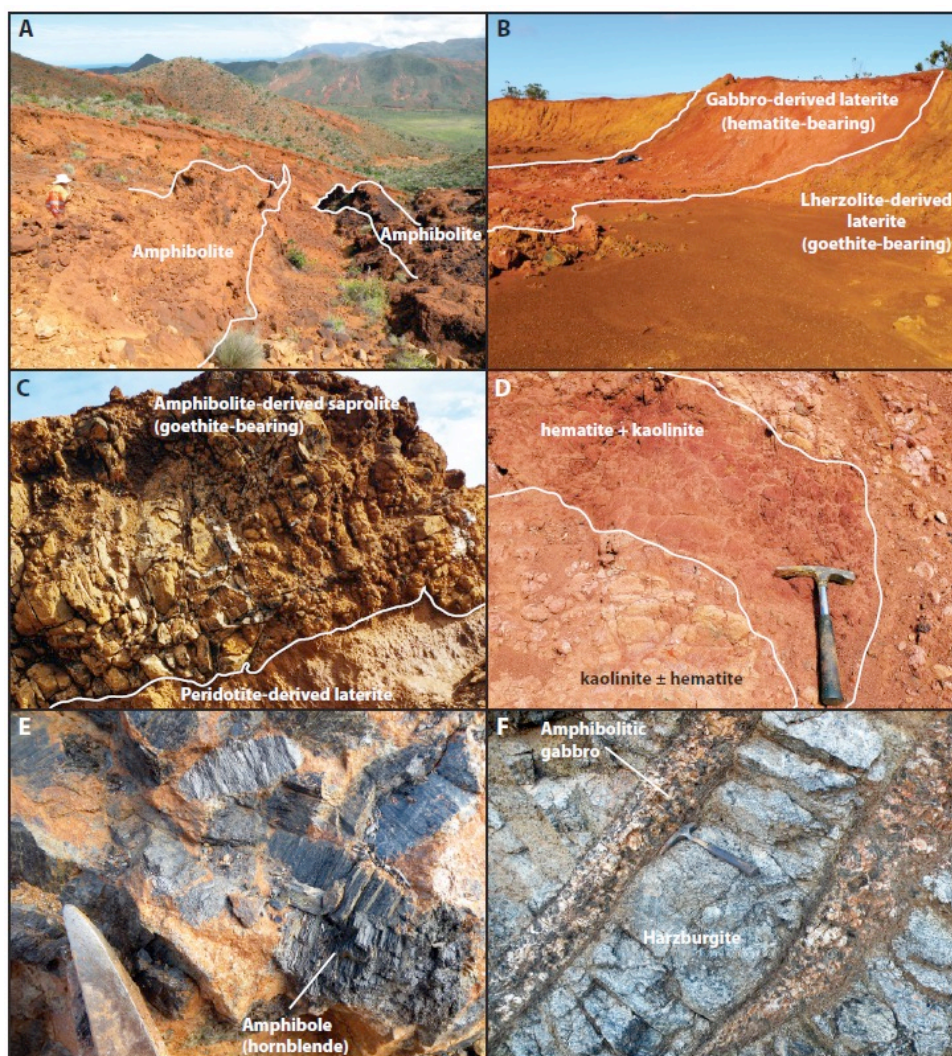 A
Amphibolite
Amphibolite
B
Gabbro-derived laterite
(hematite-bearing)
Lherzolite-derived
laterite
(goethite-bearing)
C
Amphibolite-derived saprolite
(goethite-bearing)
Peridotite-derived laterite
D
hematite + kaolinite
kaolinite ± hematite
E
Amphibole
(hornblende)
F
Amphibolitic
gabbro
Harzburgite